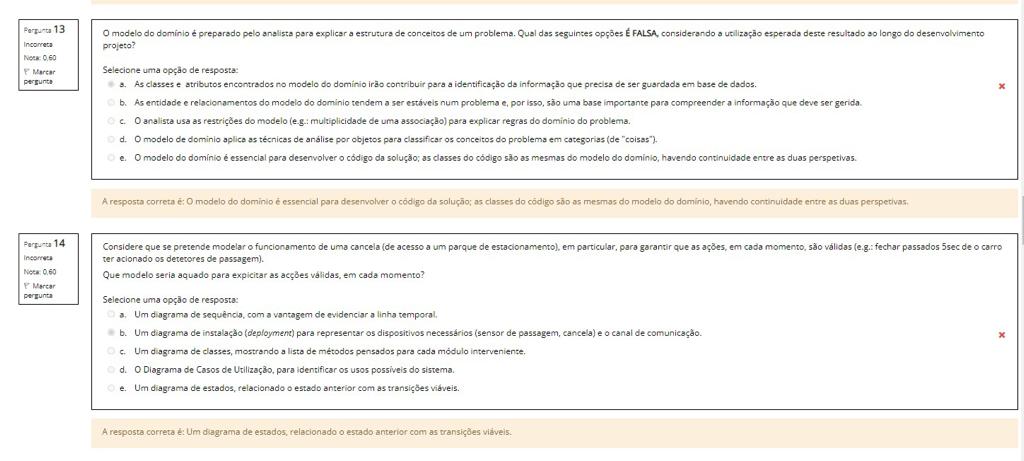 Pergunta 13
Incorreta
Nota: 0,60
Marcar
pergunta
O modelo do domínio é preparado pelo analista para explicar a estrutura de conceitos de um problema. Qual das seguintes opções É FALSA, considerando a utilização esperada deste resultado ao longo do desenvolvimento
projeto?
Selecione uma opção de resposta:
a. As classes e atributos encontrados no modelo do domínio irão contribuir para a identificação da informação que precisa de ser guardada em base de dados.
b. As entidade e relacionamentos do modelo do domínio tendem a ser estáveis num problema e, por isso, são uma base importante para compreender a informação que deve ser gerida.
c. O analista usa as restrições do modelo (e.g.: multiplicidade de uma associação) para explicar regras do domínio do problema.
d. O modelo de domínio aplica as técnicas de análise por objetos para classificar os conceitos do problema em categorias (de "coisas").
e. O modelo do domínio é essencial para desenvolver o código da solução; as classes do código são as mesmas do modelo do domínio, havendo continuidade entre as duas perspetivas.
A resposta correta é: O modelo do domínio é essencial para desenvolver o código da solução; as classes do código são as mesmas do modelo do domínio, havendo continuidade entre as duas perspetivas.
Pergunta 14
Incorreta
Nota: 0,60
Marcar
pergunta
Considere que se pretende modelar o funcionamento de uma cancela (de acesso a um parque de estacionamento), em particular, para garantir que as ações, em cada momento, são válidas (e.g.: fechar passados 5sec de o carro
ter acionado os detetores de passagem).
Que modelo seria aquado para expicitar as acções válidas, em cada momento?
Selecione uma opção de resposta:
a. Um diagrama de sequência, com a vantagem de evidenciar a linha temporal.
b. Um diagrama de instalação (deployment) para representar os dispositivos necessários (sensor de passagem, cancela) e o canal de comunicação.
c. Um diagrama de classes, mostrando a lista de métodos pensados para cada módulo interveniente.
d. O Diagrama de Casos de Utilização, para identificar os usos possíveis do sistema.
e. Um diagrama de estados, relacionado o estado anterior com as transições viáveis.
A resposta correta é: Um diagrama de estados, relacionado o estado anterior com as transições viáveis.